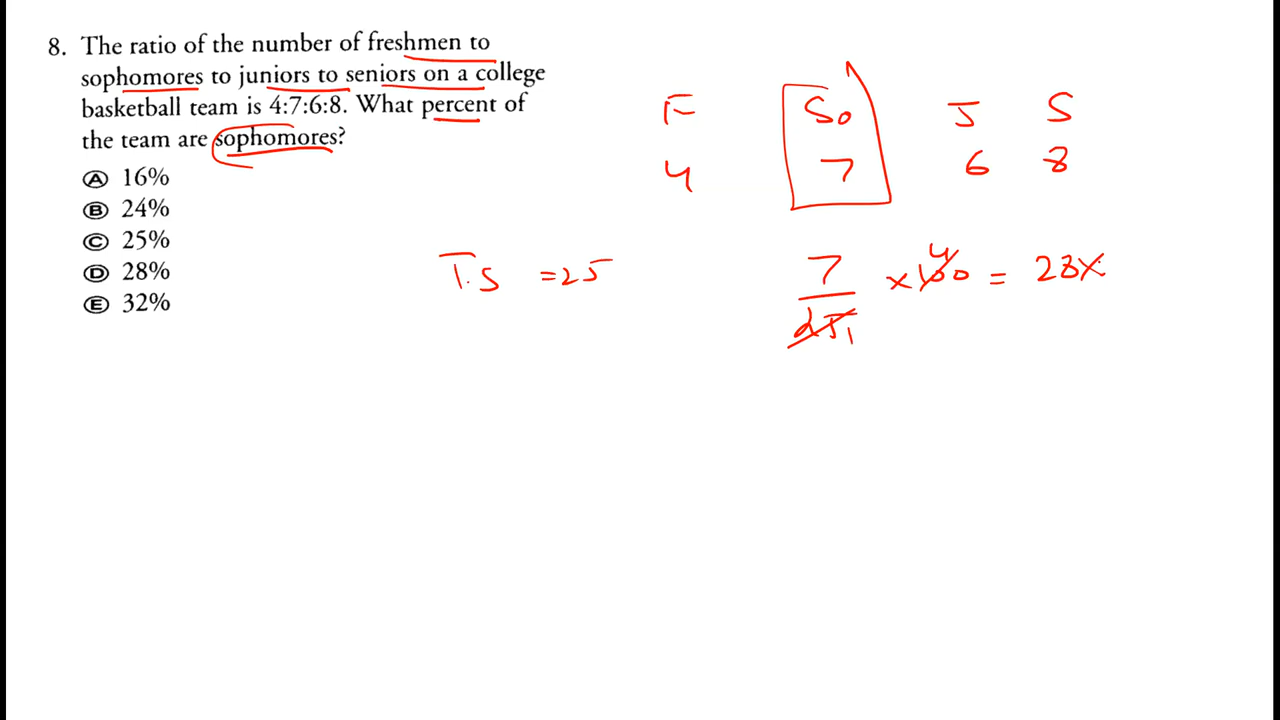 8. The ratio of the number of freshmen to
sophomores to juniors to seniors on a college
basketball team is 4:7:6:8. What percent of
the team are sophomores?
A 16%
B 24%
C 25%
D 28%
E 32%
F So J S
4 7 6 8
T.S = 25
7/25 1 × 100 4 = 28%